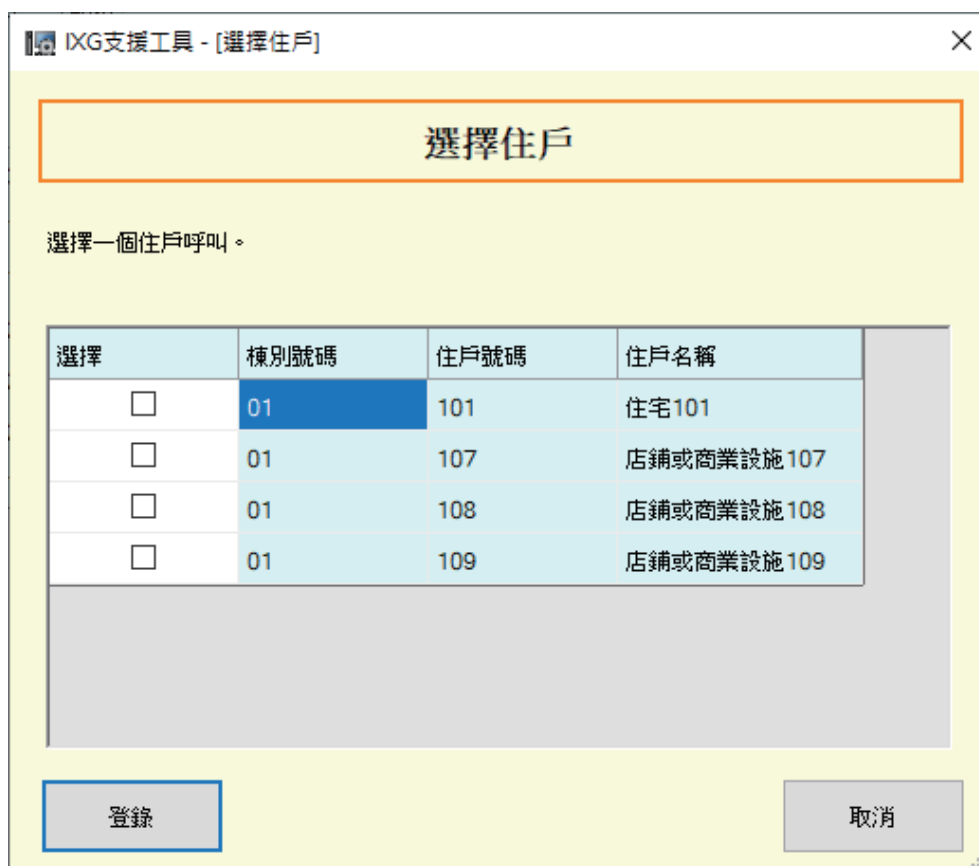 IXG支援工具 - [選擇住戶]
選擇住戶
選擇一個住戶呼叫。
選擇 棟別號碼 住戶號碼 住戶名稱
01 101 住宅101
01 107 店鋪或商業設施107
01 108 店鋪或商業設施108
01 109 店鋪或商業設施109
登錄 取消